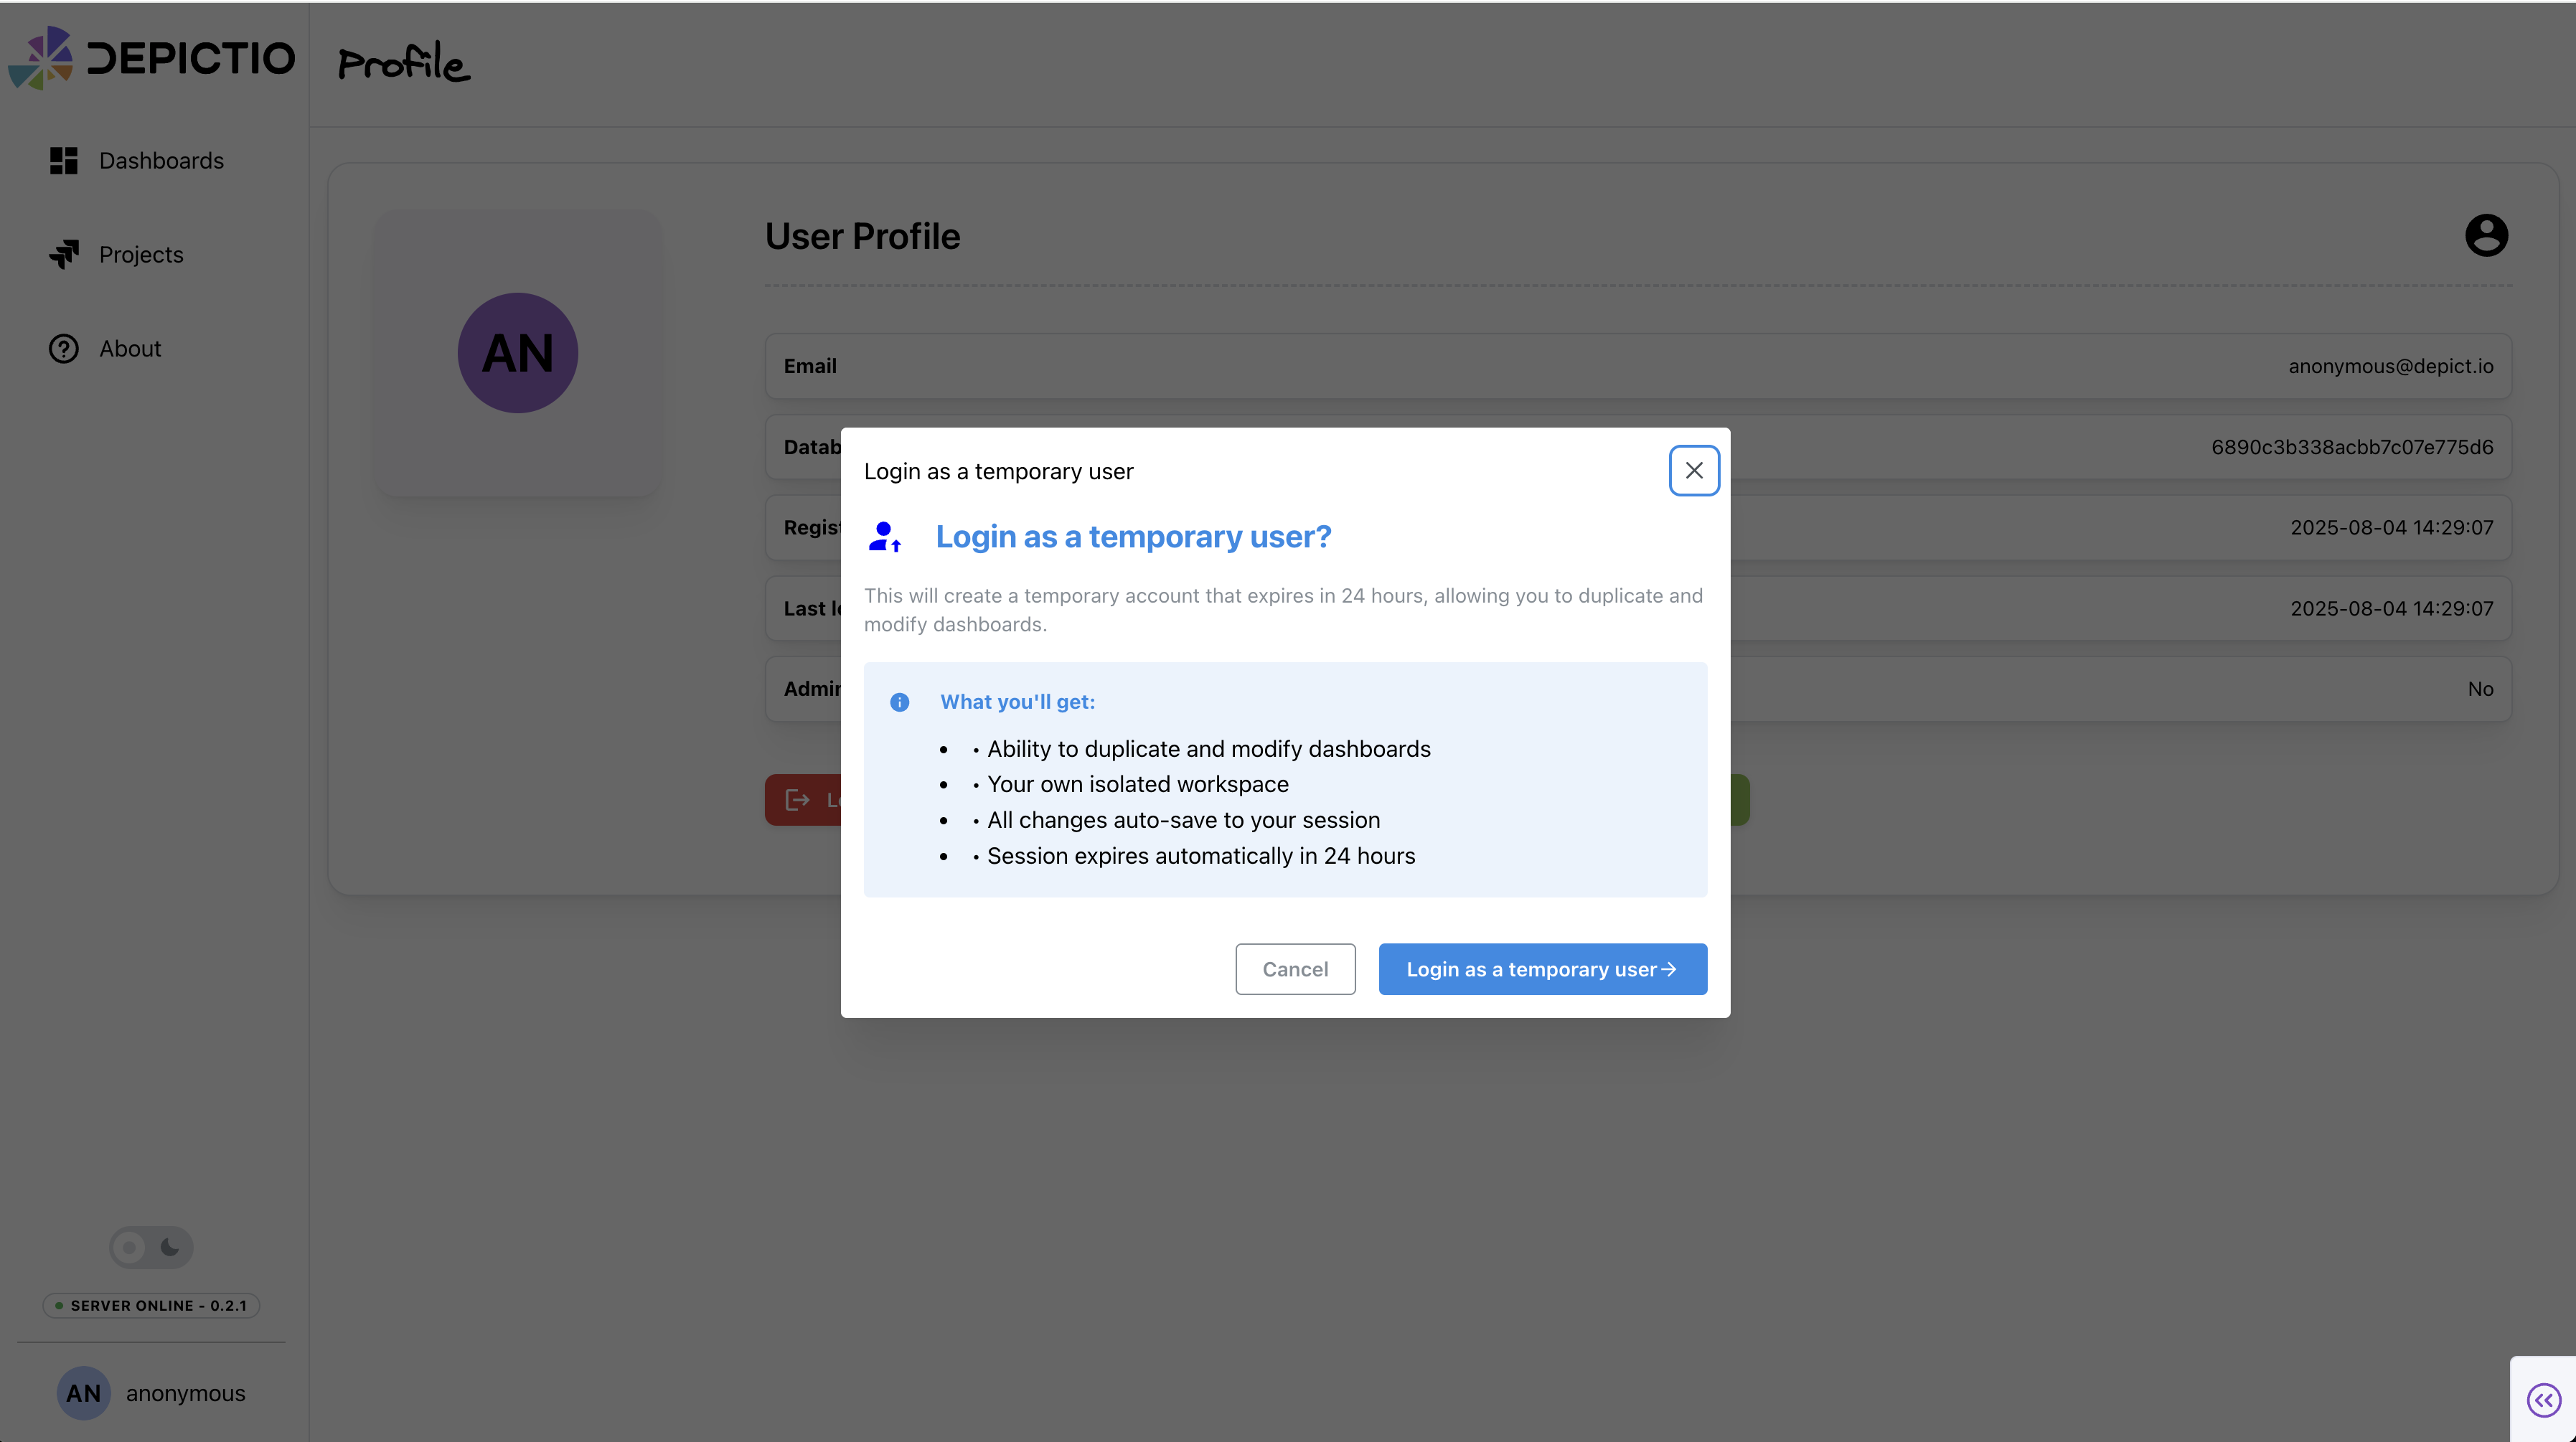 DEPICTIO
Profile
Dashboards
Projects
About
User Profile
AN
Email
anonymous@depict.io
6890c3b338acbb7c07e775d6
2025-08-04 14:29:07
2025-08-04 14:29:07
No
Login as a temporary user
Login as a temporary user?
This will create a temporary account that expires in 24 hours, allowing you to duplicate and
modify dashboards.
What you'll get:
• • Ability to duplicate and modify dashboards
• • Your own isolated workspace
• • All changes auto-save to your session
• • Session expires automatically in 24 hours
Cancel
Login as a temporary user→
SERVER ONLINE - 0.2.1
AN anonymous